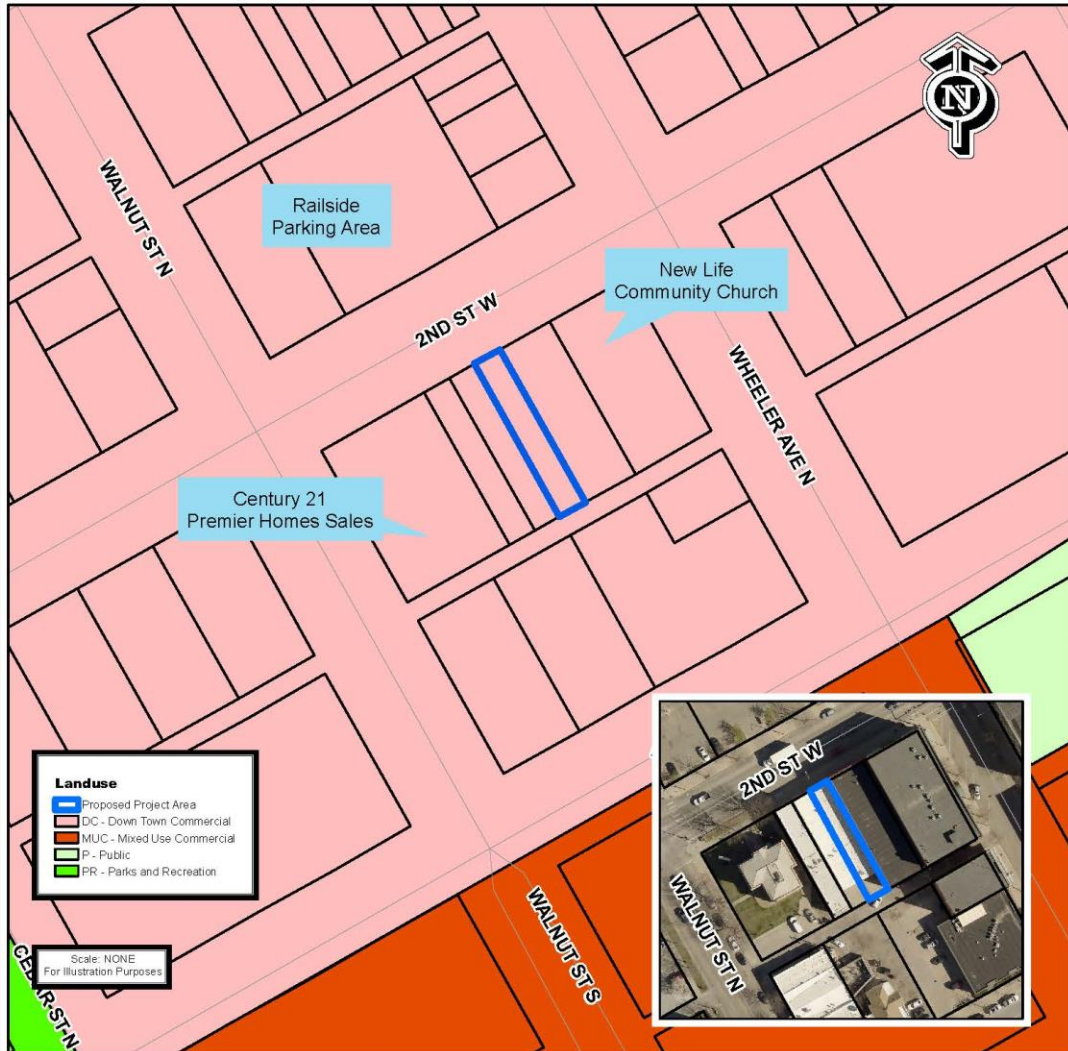 N
WALNUT ST N
Railside
Parking Area
2ND ST W
New Life
Community Church
WHEELER AVE N
Century 21
Premier Homes Sales
Landuse
Proposed Project Area
DC - Down Town Commercial
MUC - Mixed Use Commercial
P - Public
PR - Parks and Recreation
Scale: NONE
For Illustration Purposes
CEDAR-ST-N-
WALNUT ST S
2ND ST W
WALNUT ST N